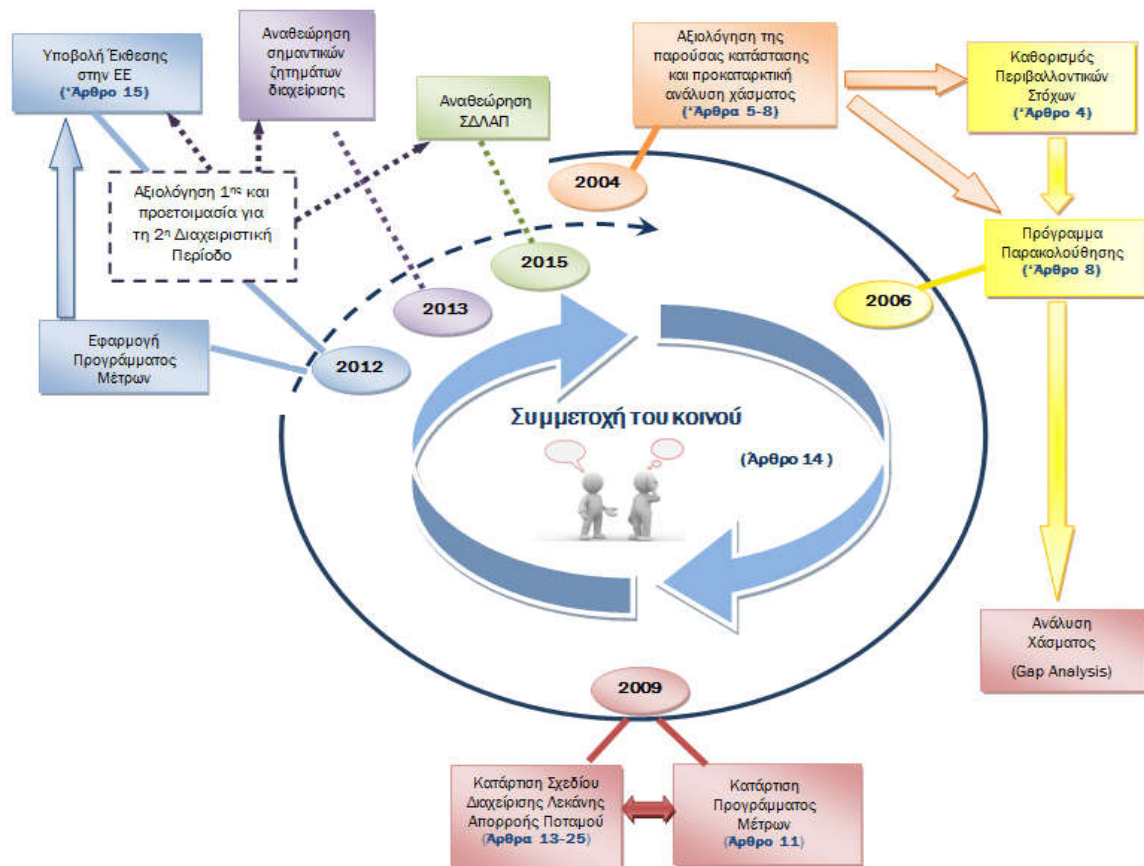 Υποβολή Έκθεσης
στην ΕΕ
(‘Άρθρο 15)
Αναθεώρηση
σημαντικών
ζητημάτων
διαχείρισης
Αναθεώρηση
ΣΔΛΑΠ
Αξιολόγηση της
παρούσας κατάστασης
και προκαταρκτική
ανάλυση χάσματος
(‘Άρθρα 5-8)
Καθορισμός
Περιβαλλοντικών
Στόχων
(‘Άρθρο 4)
Αξιολόγηση 1ης και
προετοιμασία για
τη 2η Διαχειριστική
Περίοδο
2004
Πρόγραμμα
Παρακολούθησης
(‘Άρθρο 8)
2015
2006
2013
Εφαρμογή
Προγράμματος
Μέτρων
2012
Συμμετοχή του κοινού
(Άρθρο 14 )
Ανάλυση
Χάσματος
(Gap Analysis)
2009
Κατάρτιση Σχεδίου
Διαχείρισης Λεκάνης
Απορροής Ποταμού
(Άρθρα 13-25)
Κατάρτιση
Προγράμματος
Μέτρων
(Άρθρο 11)